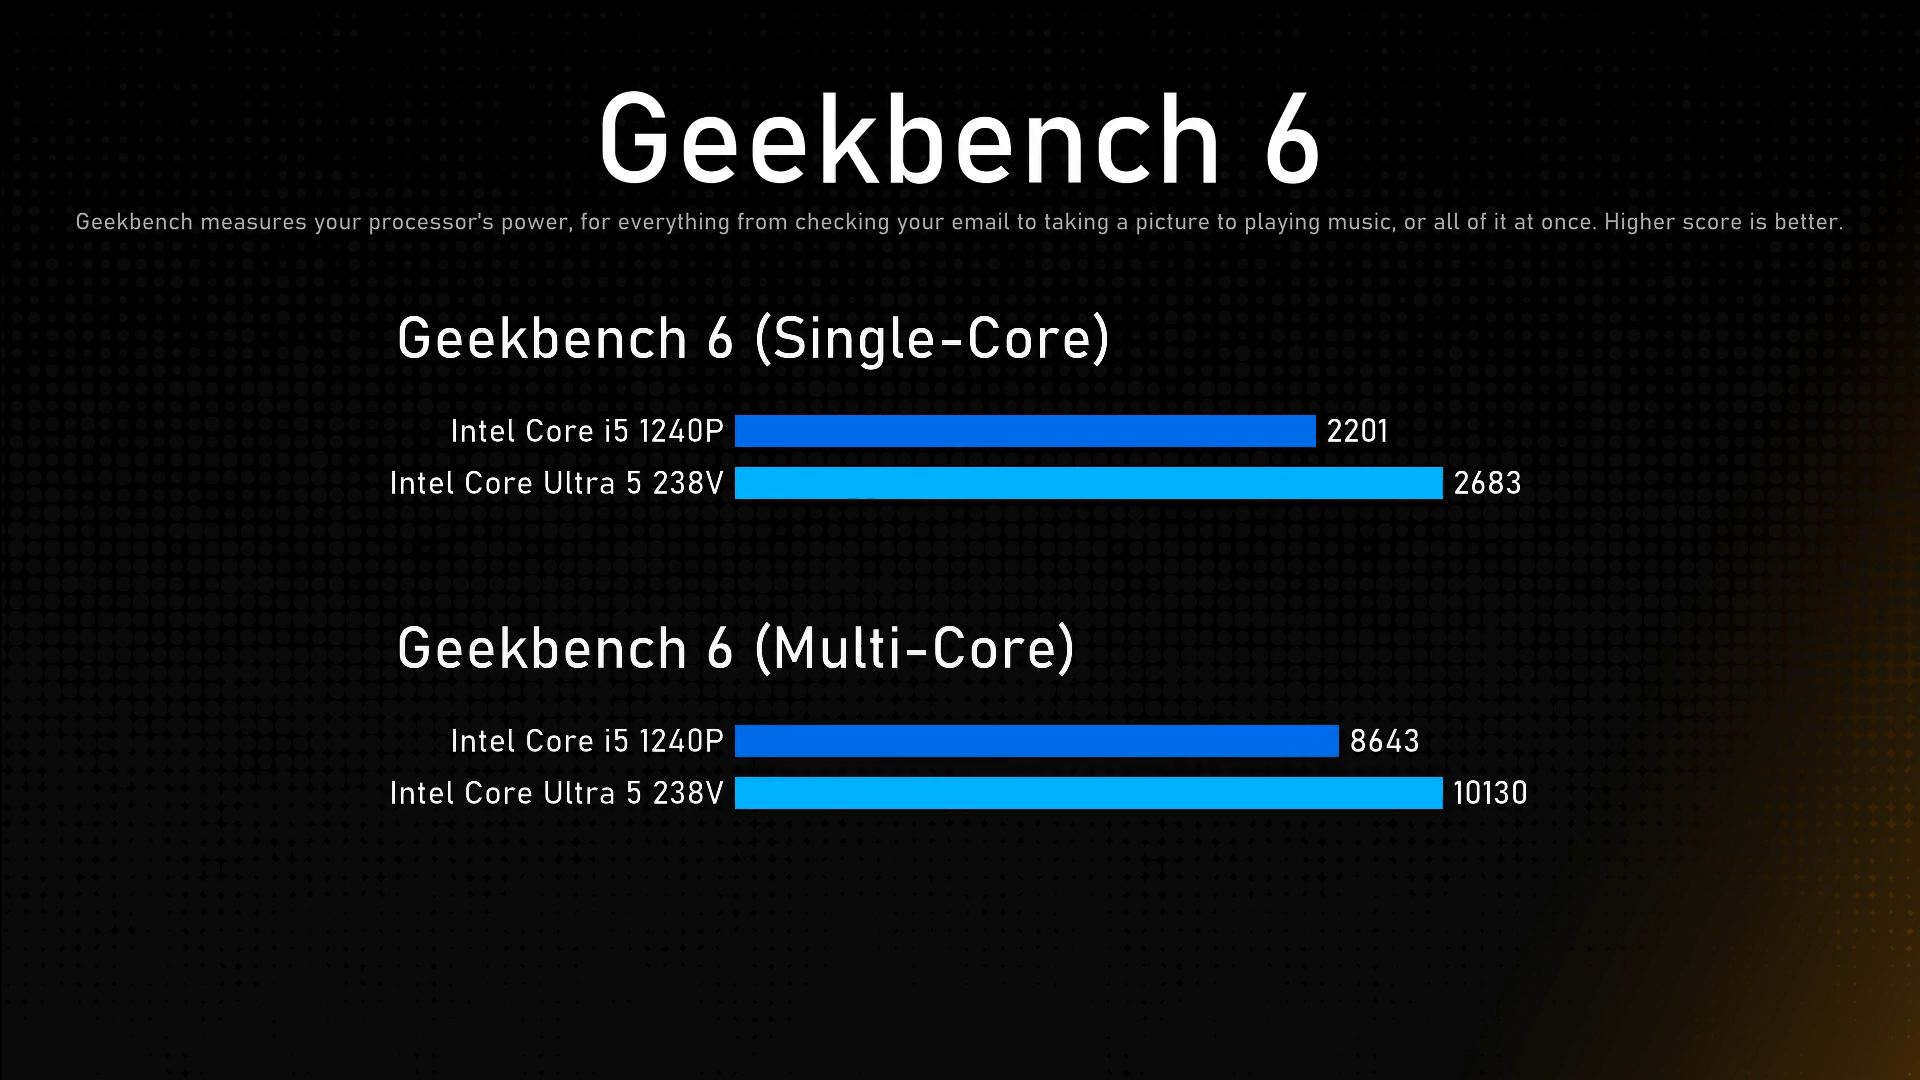 Geekbench 6
Geekbench measures your processor's power, for everything from checking your email to taking a picture to playing music, or all of it at once. Higher score is better.
Geekbench 6 (Single-Core)
Intel Core i5 1240P 2201
Intel Core Ultra 5 238V 2683
Geekbench 6 (Multi-Core)
Intel Core i5 1240P 8643
Intel Core Ultra 5 238V 10130